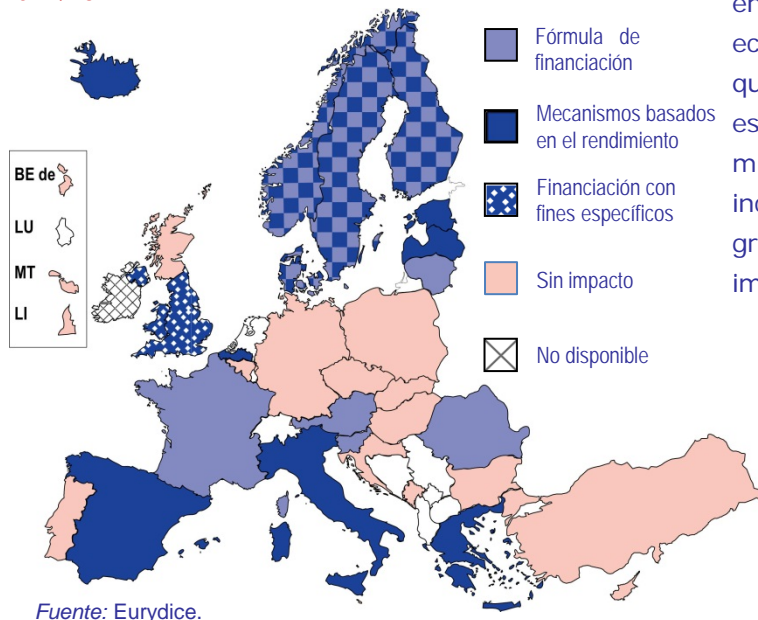 Fórmula de
financiación
Mecanismos basados
en el rendimiento
Financiación con
fines específicos
Sin impacto
No disponible
BE de
LU
MT
LI
Fuente: Eurydice.